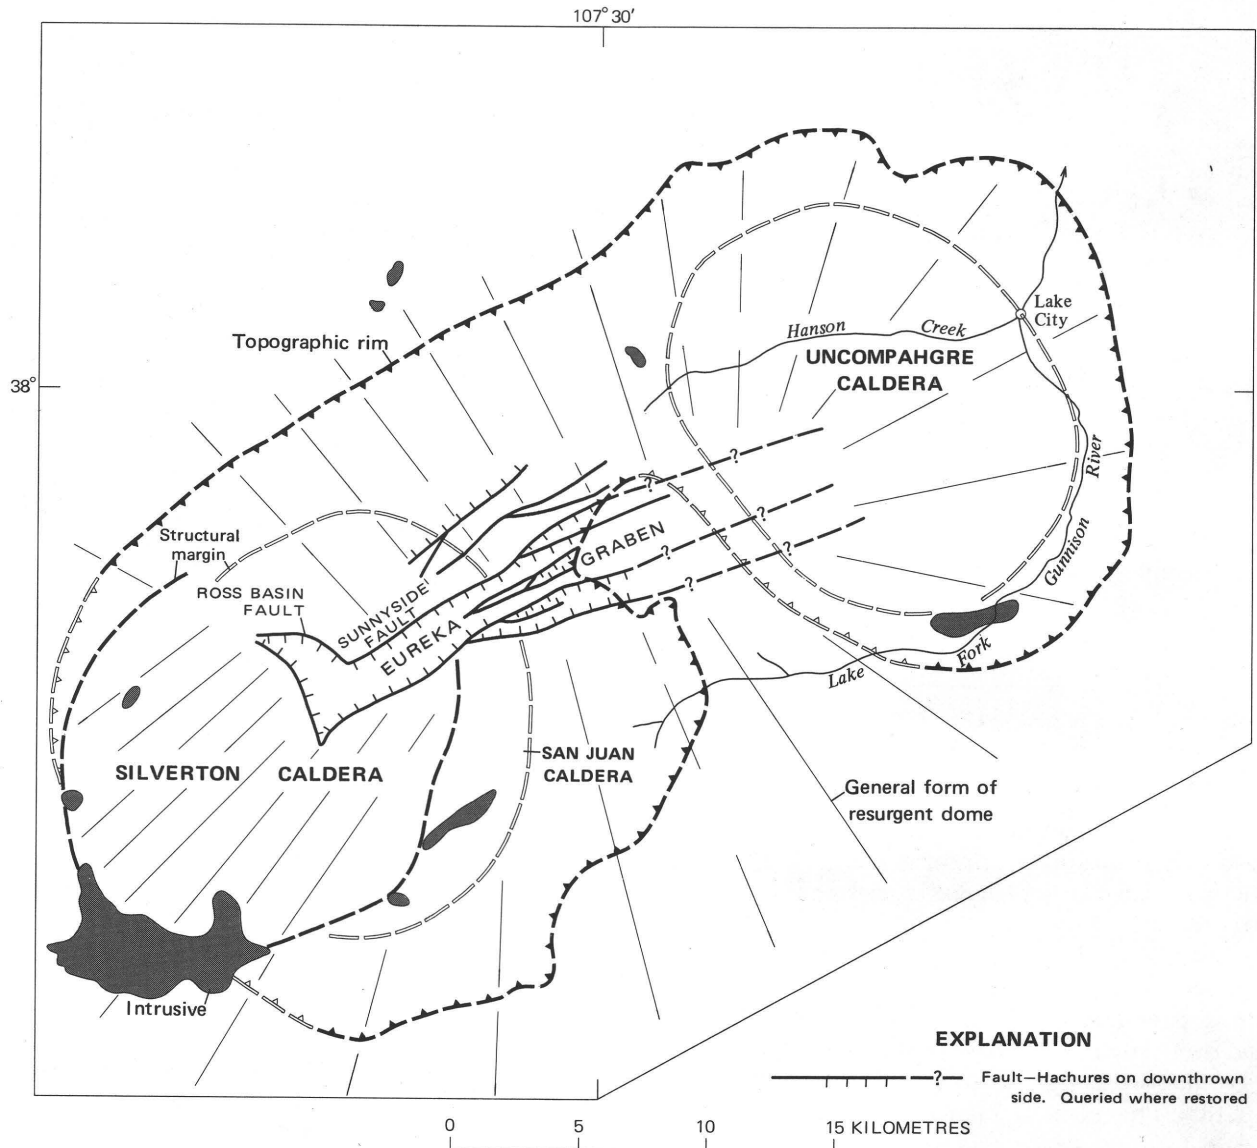 107°30′
Lake
City
Hanson Creek
UNCOMPAHGRE
CALDERA
Topographic rim
38°
River
?
?
Structural
margin
GRABEN
?
Gunnison
?
?
ROSS BASIN
FAULT
SUNNYSIDE
FAULT
?
EUREKA
Fork
Lake
SILVERTON CALDERA
SAN JUAN
CALDERA
General form of
resurgent dome
Intrusive
EXPLANATION
?
Fault—Hachures on downthrown
side. Queried where restored
0 5 10 15 KILOMETRES